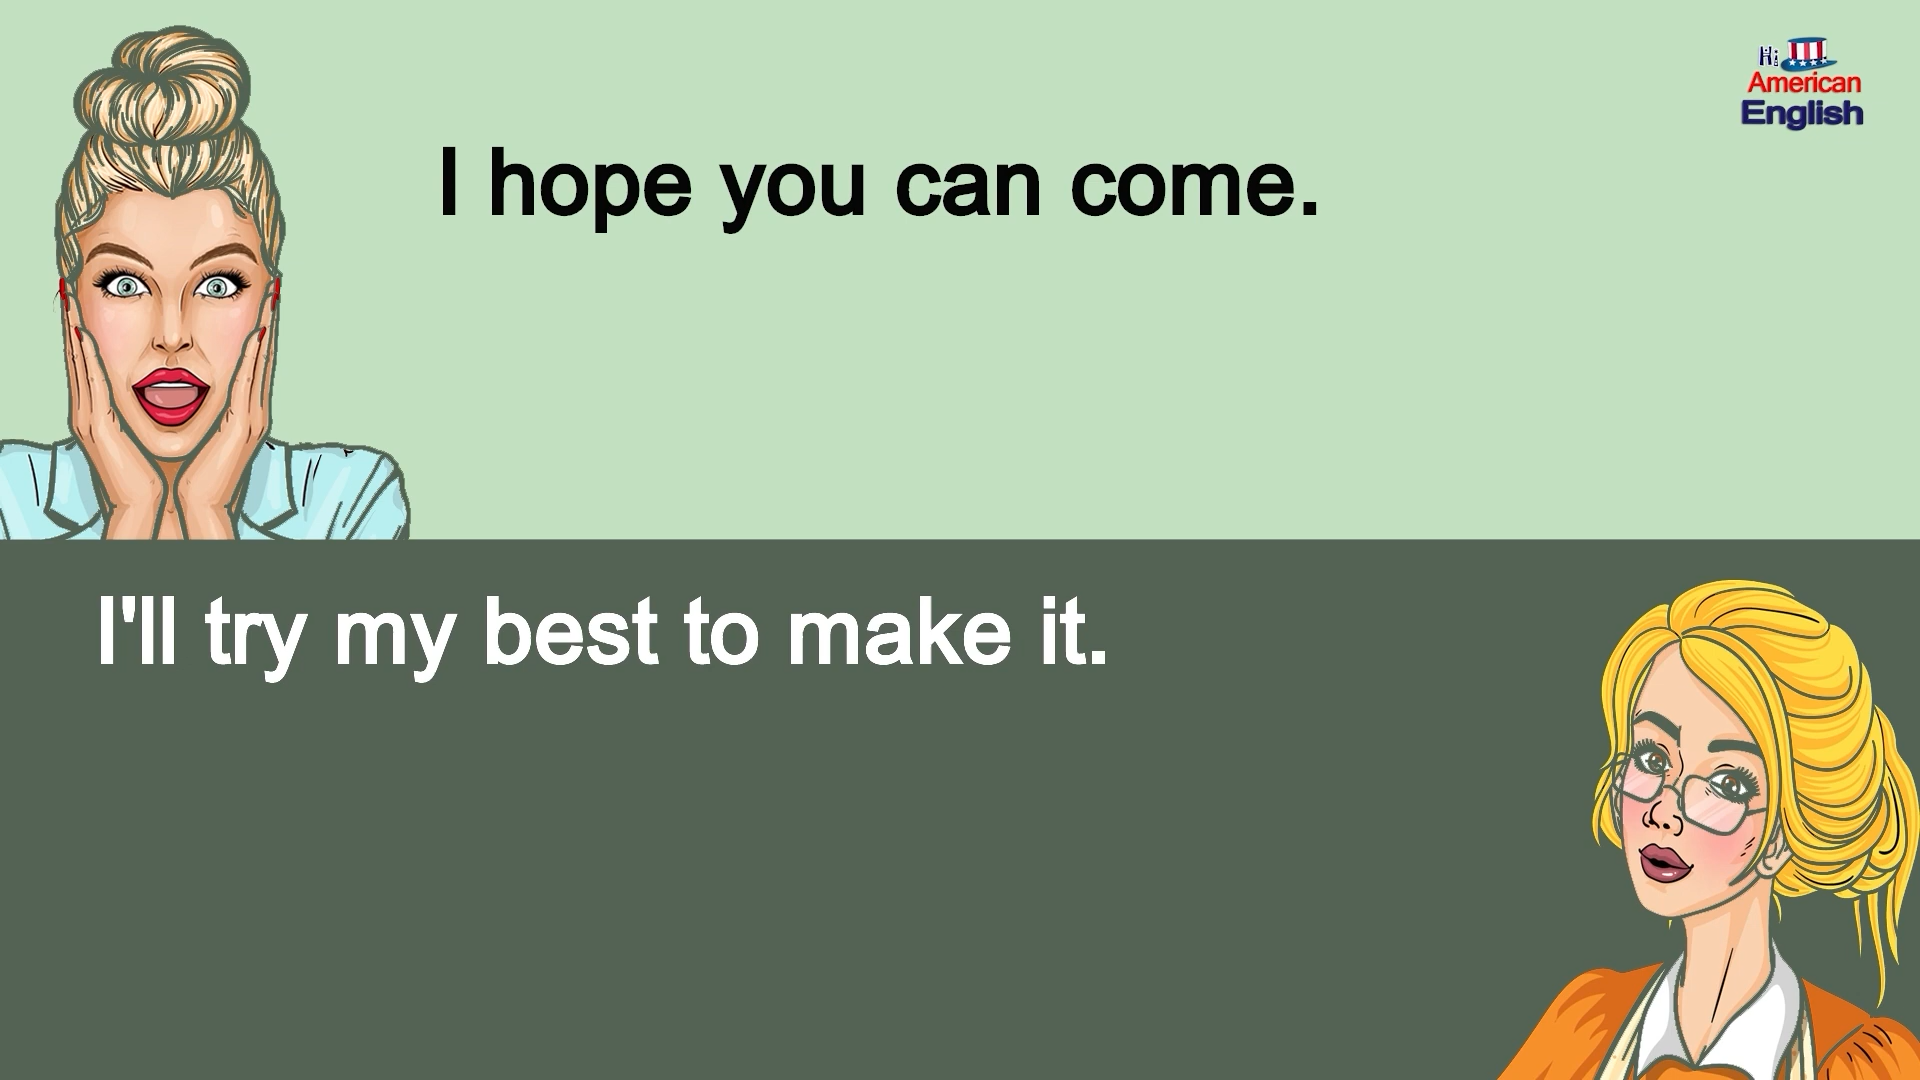 Hi
American
English
I hope you can come.
I'll try my best to make it.